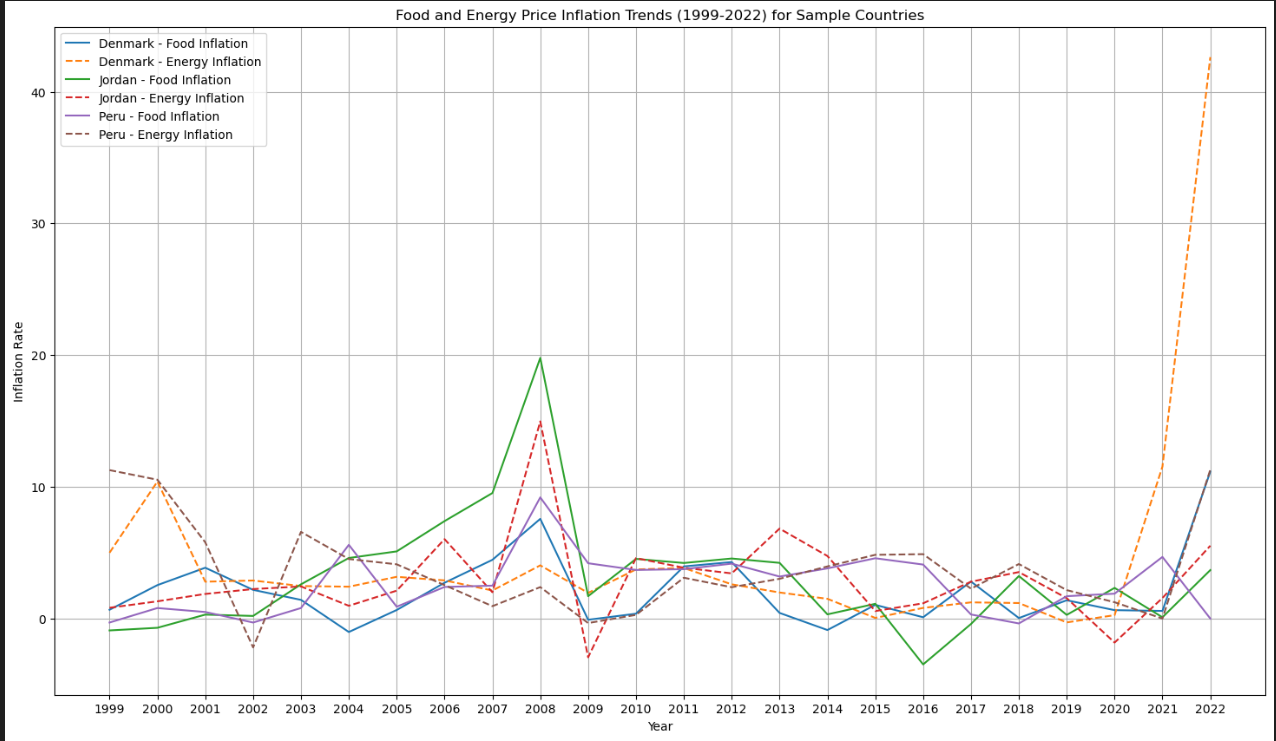 Food and Energy Price Inflation Trends (1999-2022) for Sample Countries
Denmark - Food Inflation
Denmark - Energy Inflation
Jordan - Food Inflation
Jordan - Energy Inflation
Peru - Food Inflation
Peru - Energy Inflation
40
30
20
10
0
Inflation Rate
1999 2000 2001 2002 2003 2004 2005 2006 2007 2008 2009 2010 2011 2012 2013 2014 2015 2016 2017 2018 2019 2020 2021 2022
Year